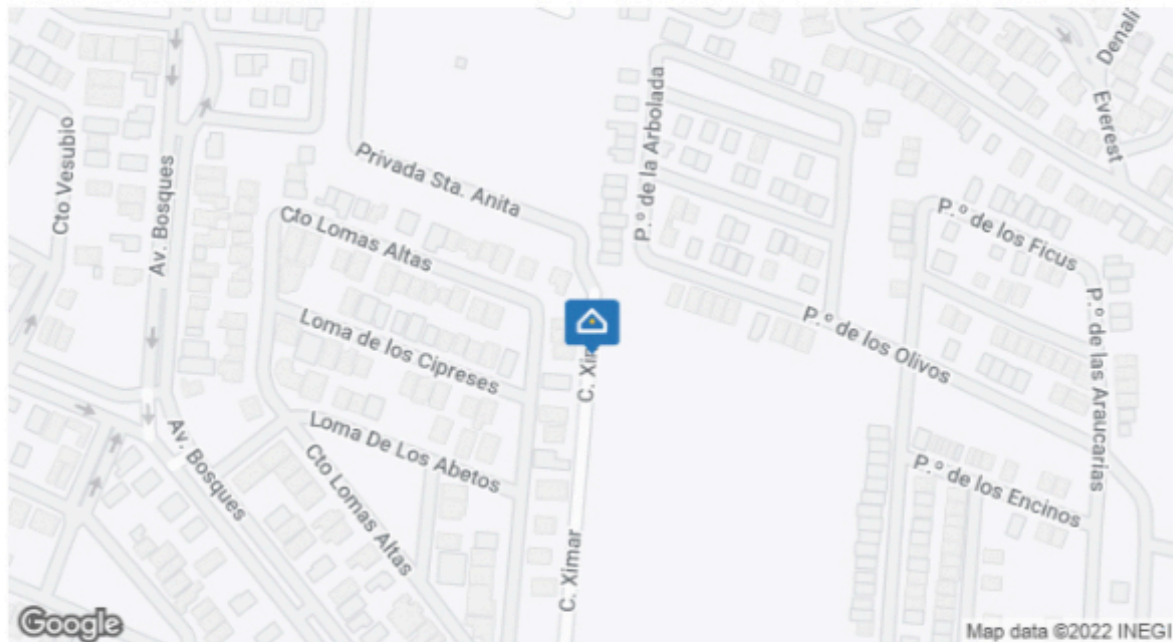 Denali
Everest
Cto Vesubio
Av. Bosques
Privada Sta. Anita
P.º de la Arbolada
Cto Lomas Altas
P.º de los Ficus
P.º de las Araucarias
Loma de los Cipreses
P.º de los Olivos
C. Xim
Loma De Los Abetos
Av. Bosques
Cto Lomas Altas
P.º de los Encinos
C. Ximar
Google
Map data ©2022 INEGI